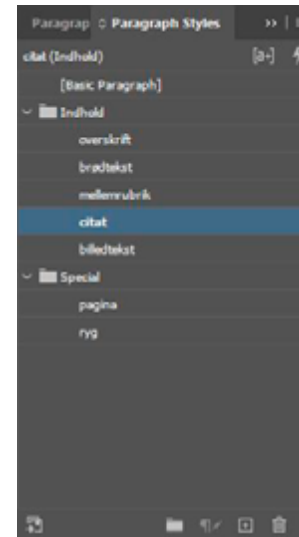 Paragrap Paragraph Styles >>
citat (Indhold) [a+]
[Basic Paragraph]
Indhold
overskrift
brødtekst
mellemrubrik
citat
billedtekst
Special
pagina
ryg